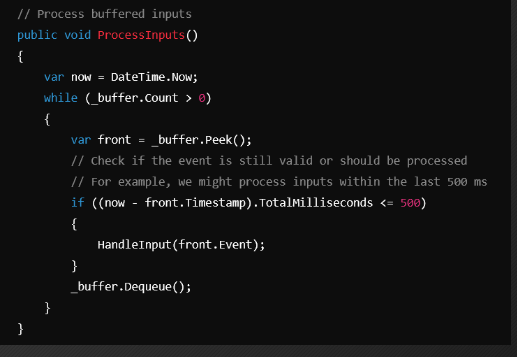 // Process buffered inputs
public void ProcessInputs()
{
    var now = DateTime.Now;
    while (_buffer.Count > 0)
    {
        var front = _buffer.Peek();
        // Check if the event is still valid or should be processed
        // For example, we might process inputs within the last 500 ms
        if ((now - front.Timestamp).TotalMilliseconds <= 500)
        {
            HandleInput(front.Event);
        }
        _buffer.Dequeue();
    }
}